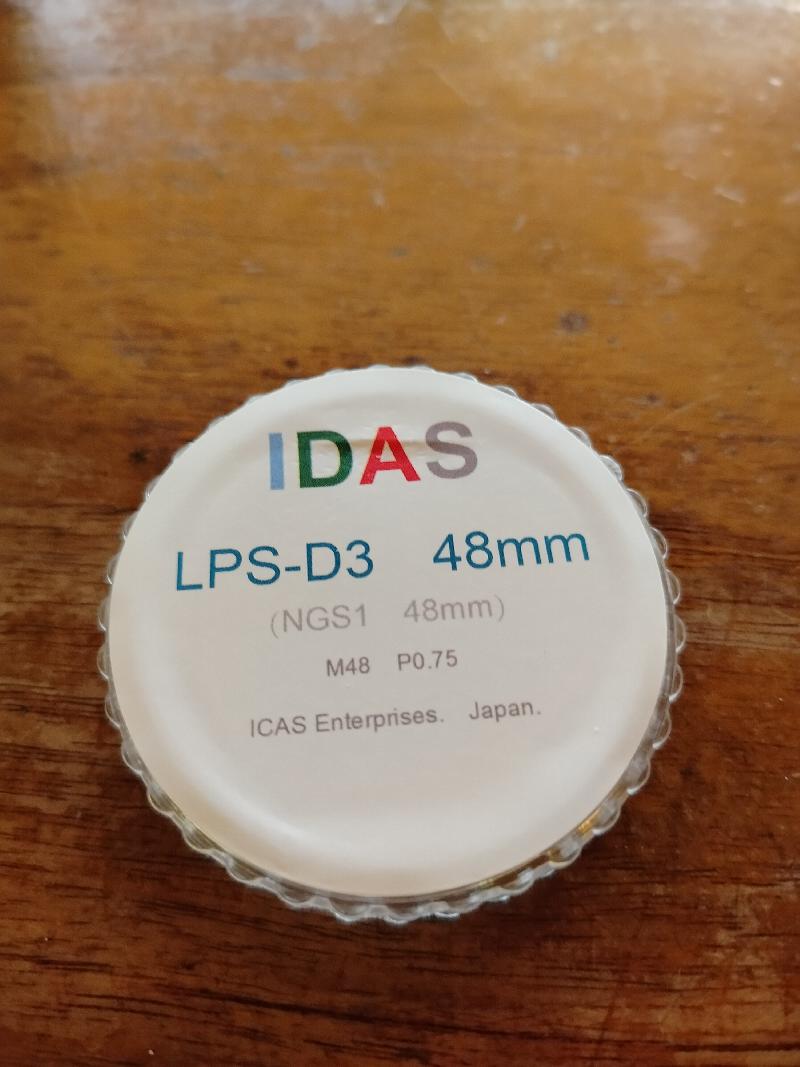 IDAS
LPS-D3 48mm
(NGS1 48mm)
M48 P0.75
ICAS Enterprises. Japan.